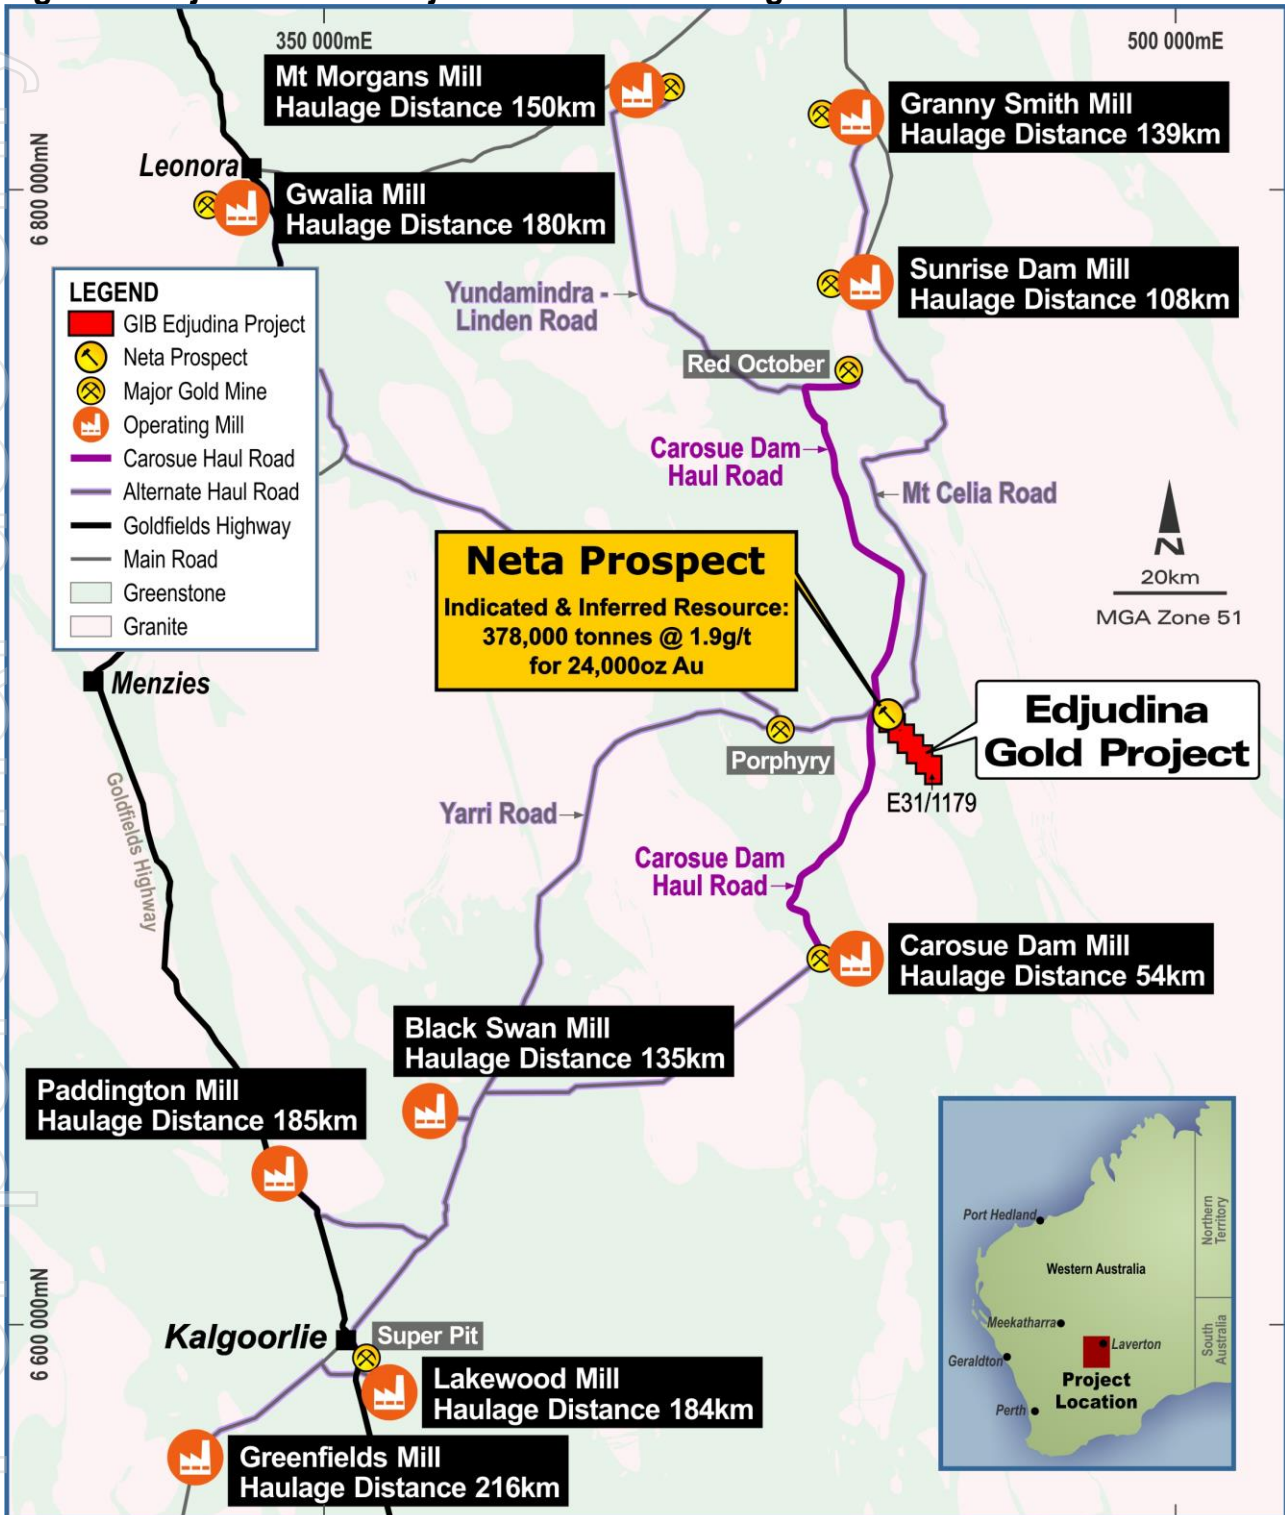 350 000mE
500 000mE
Mt Morgans Mill
Haulage Distance 150km
Granny Smith Mill
Haulage Distance 139km
Leonora
6 800 000mN
Gwalia Mill
Haulage Distance 180km
Sunrise Dam Mill
Haulage Distance 108km
Yundamindra -
Linden Road
LEGEND
GIB Edjudina Project
Neta Prospect
Major Gold Mine
Operating Mill
Carosue Haul Road
Alternate Haul Road
Goldfields Highway
Main Road
Greenstone
Granite
Red October
Carosue Dam
Haul Road
Mt Celia Road
N
20km
MGA Zone 51
Neta Prospect
Indicated & Inferred Resource:
378,000 tonnes @ 1.9g/t
for 24,000oz Au
Menzies
Edjudina
Gold Project
Porphyry
E31/1179
Goldfields Highway
Yarri Road
Carosue Dam
Haul Road
Carosue Dam Mill
Haulage Distance 54km
Black Swan Mill
Haulage Distance 135km
Paddington Mill
Haulage Distance 185km
6 600 000mN
Kalgoorlie
Super Pit
Lakewood Mill
Haulage Distance 184km
Greenfields Mill
Haulage Distance 216km
Port Hedland
Northern
Territory
Western Australia
Meekatharra
Laverton
South
Australia
Geraldton
Project
Location
Perth